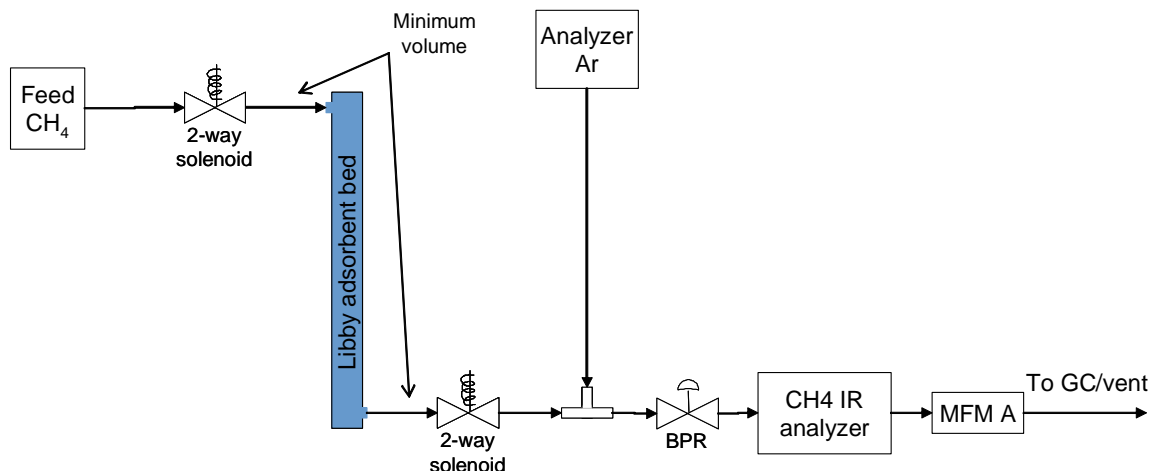 Minimum
volume
Analyzer
Ar
Feed
CH₄
2-way
solenoid
Libby adsorbent bed
2-way
solenoid
BPR
CH4 IR
analyzer
MFM A
To GC/vent